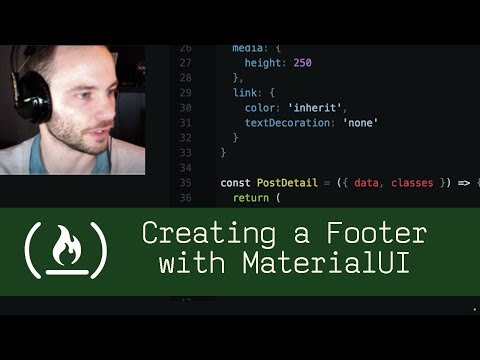 26 media: {
27 height: 250
28 },
29 link: {
30 color: 'inherit',
31 textDecoration: 'none'
32 }
33 }
34
35 const PostDetail = ({ data, classes }) => {
36 return (
Creating a Footer
with MaterialUI